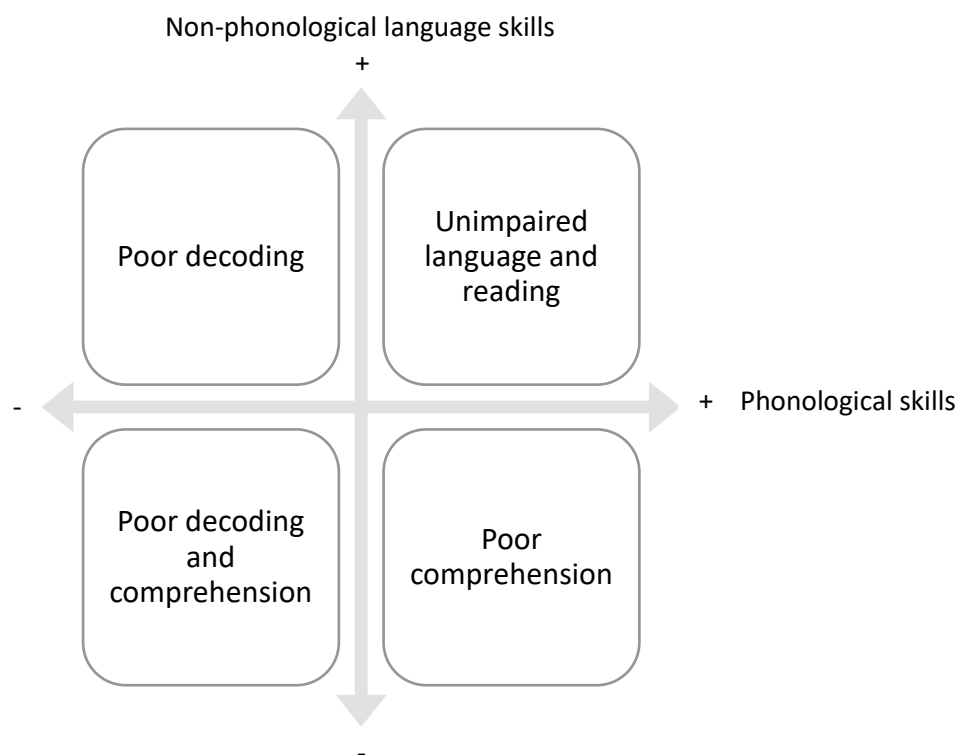 Non-phonological language skills
+
Poor decoding
Unimpaired
language and
reading
-
+ Phonological skills
Poor decoding
and
comprehension
Poor
comprehension
-